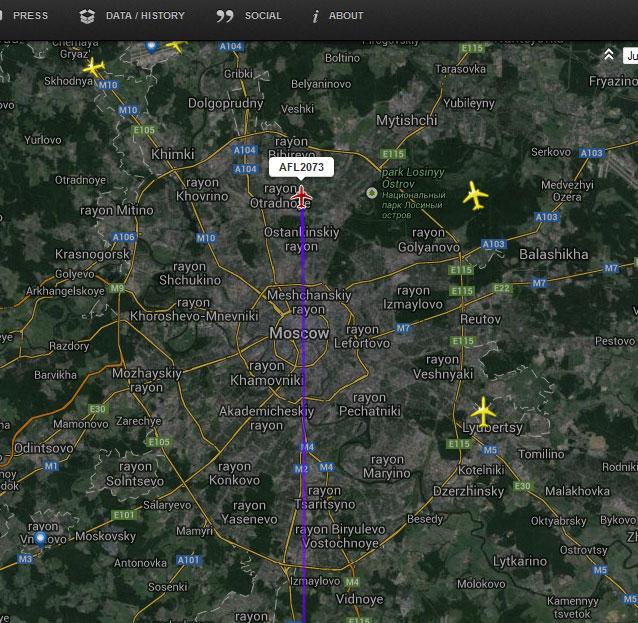 PRESS
DATA / HISTORY
SOCIAL
ABOUT
Gryaz'
A104
Boltino
E115
Skhodnya
M10
Gribki
Tarasovka
Ju
Belyaninovo
Fryazino
M10
Dolgoprudny
Veshki
Yubileyny
E105
Mytishchi
Yurlovo
Khimki
A104
rayon
Bibirevo
E115
Serkovo
A103
A104
AFL2073
park Losinyy
Ostrov
Национальный
парк Лосиный
остров
Otradnoye
rayon
Khovrino
rayon
Otradnoye
Medvezhyi
Ozera
rayon Mitino
A103
A106
M10
Ostankinskiy
rayon
rayon
Golyanovo
A103
Krasnogorsk
Balashikha
Golyevo
rayon
Shchukino
E115
M7
Arkhangelskoye
M9
Meshchanskiy
rayon
rayon
Izmaylovo
E115
E22
M7
rayon
Khoroshevo-Mnevniki
Reutov
Moscow
rayon
Lefortovo
M7
E115
Pestovo
Razdory
Barvikha
Mozhayskiy
rayon
rayon
Khamovniki
rayon
Veshnyaki
E30
Mamonovo
Zarechye
Akademicheskiy
rayon
rayon
Pechatniki
Lyubertsy
E105
E115
M5
Odintsovo
M4
Tomilino
M1
rayon
Solntsevo
rayon
Konkovo
M2
M4
rayon
Maryino
Kotelniki
Rodniki
E30
Dzerzhinsky
Malakhovka
rayon
Tsaritsyno
Salaryevo
E101
rayon
Yasenevo
Besedy
Oktyabrsky
Bykovo
rayon
Vnukovo
Moskovsky
Mamyri
rayon Biryulevo
Vostochnoye
Ostrovtsy
M3
Antonovka
A101
Lytkarino
M5
Sosenki
Izmaylovo
M4
Molokovo
Vidnoye
Kamennyy
tsvetok
M5
rayon
E115